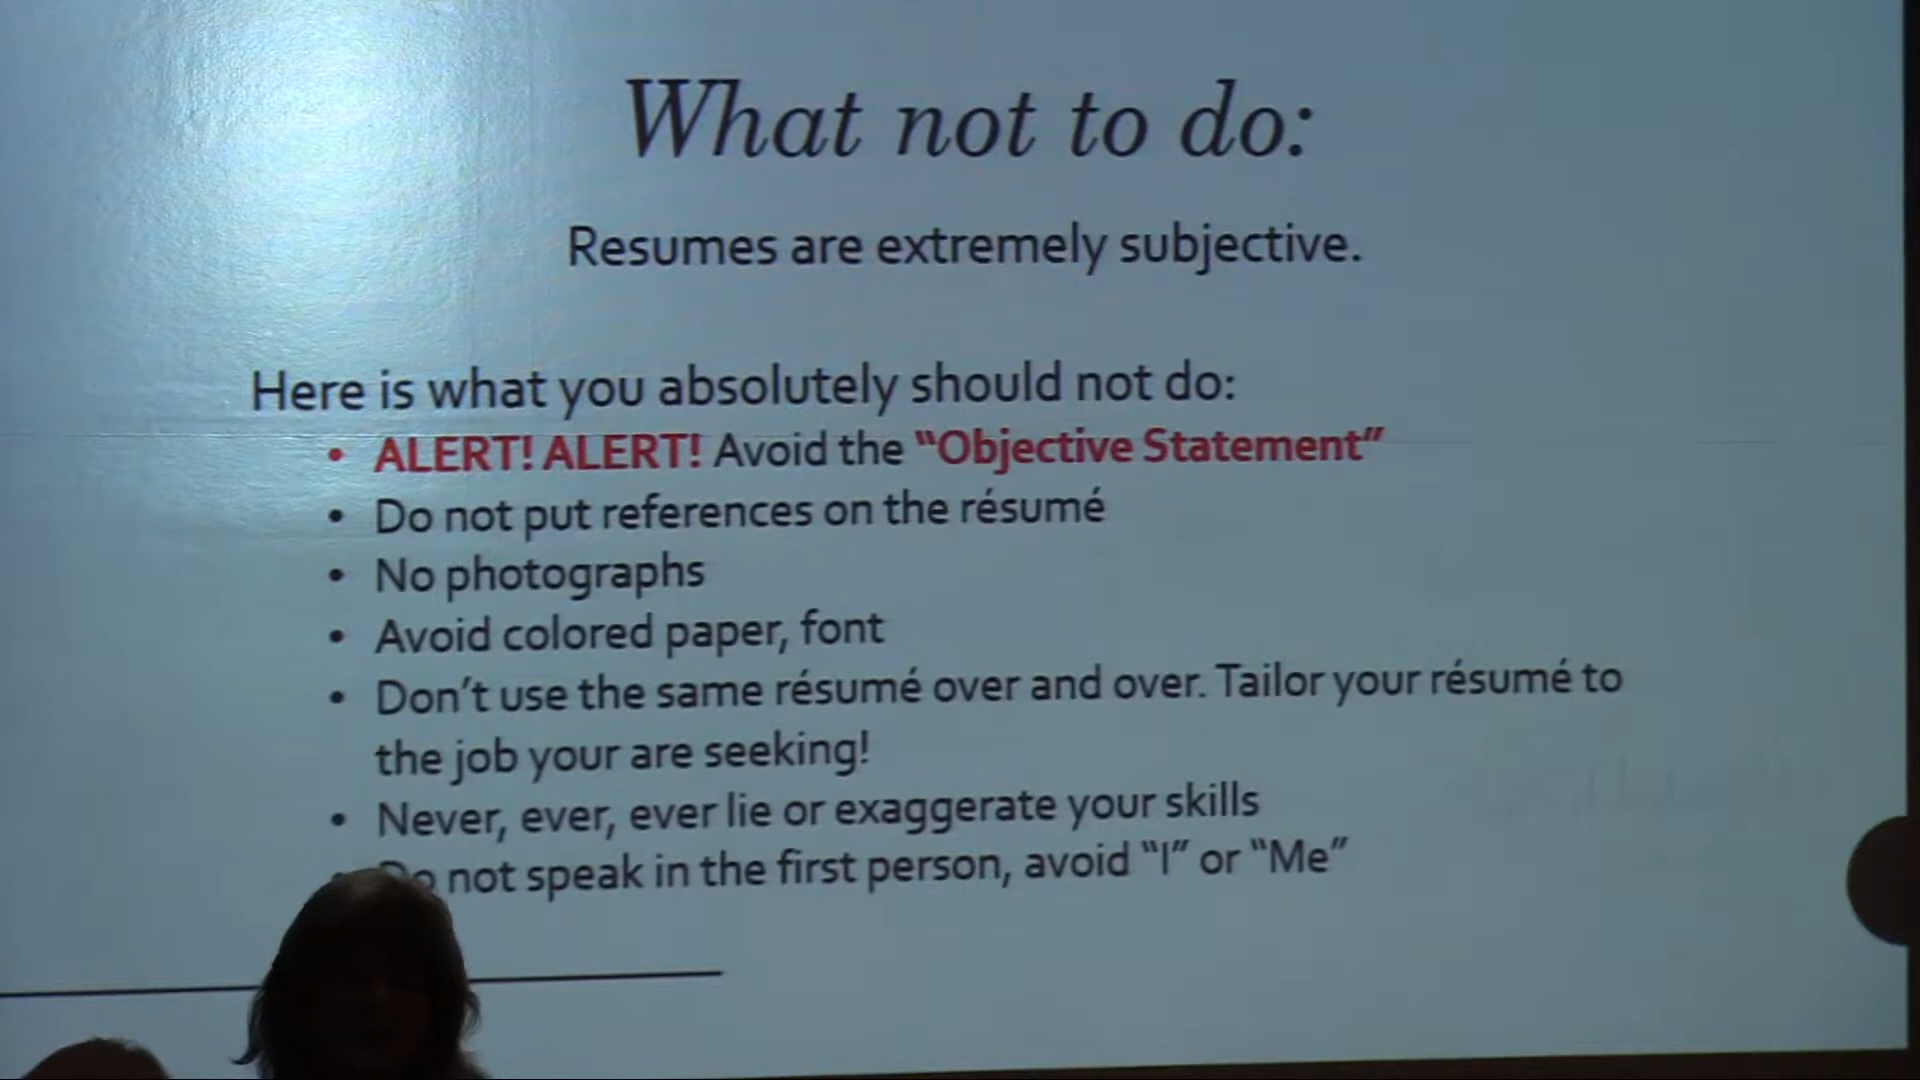 What not to do:
Resumes are extremely subjective.
Here is what you absolutely should not do:
• ALERT! ALERT! Avoid the “Objective Statement”
• Do not put references on the résumé
• No photographs
• Avoid colored paper, font
• Don’t use the same résumé over and over. Tailor your résumé to
the job your are seeking!
• Never, ever, ever lie or exaggerate your skills
• Do not speak in the first person, avoid “I” or “Me”